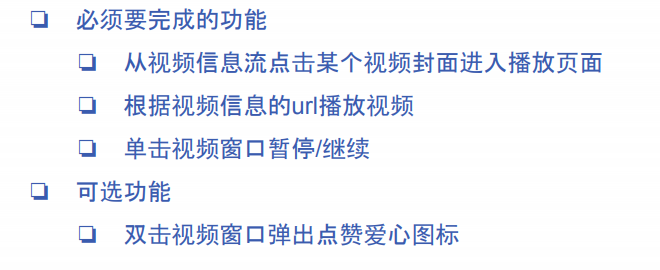 必须要完成的功能
从视频信息流点击某个视频封面进入播放页面
根据视频信息的url播放视频
单击视频窗口暂停/继续
可选功能
双击视频窗口弹出点赞爱心图标